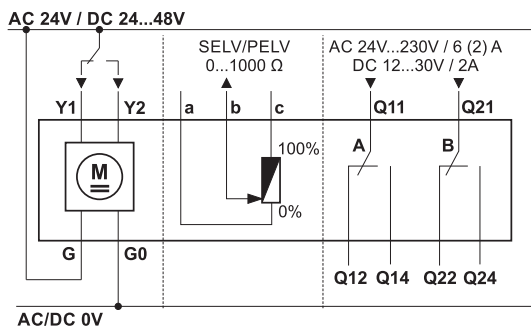 AC 24V / DC 24...48V
SELV/PELV
0...1000 Ω
AC 24V...230V / 6 (2) A
DC 12...30V / 2A
Y1 Y2 a b c Q11 Q21
M
100%
0%
A B
G G0 Q12 Q14 Q22 Q24
AC/DC 0V